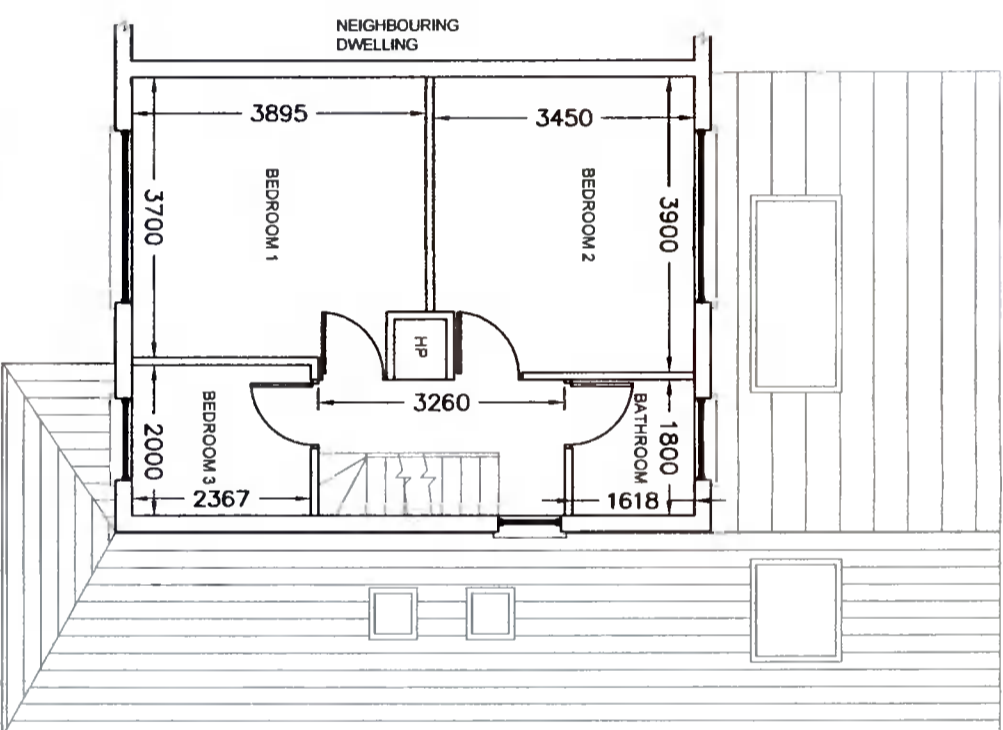 NEIGHBOURING
DWELLING
3895
3450
BEDROOM 1
BEDROOM 2
3700
3900
HP
3260
BEDROOM 3
BATHROOM
2000
1800
2367
1618